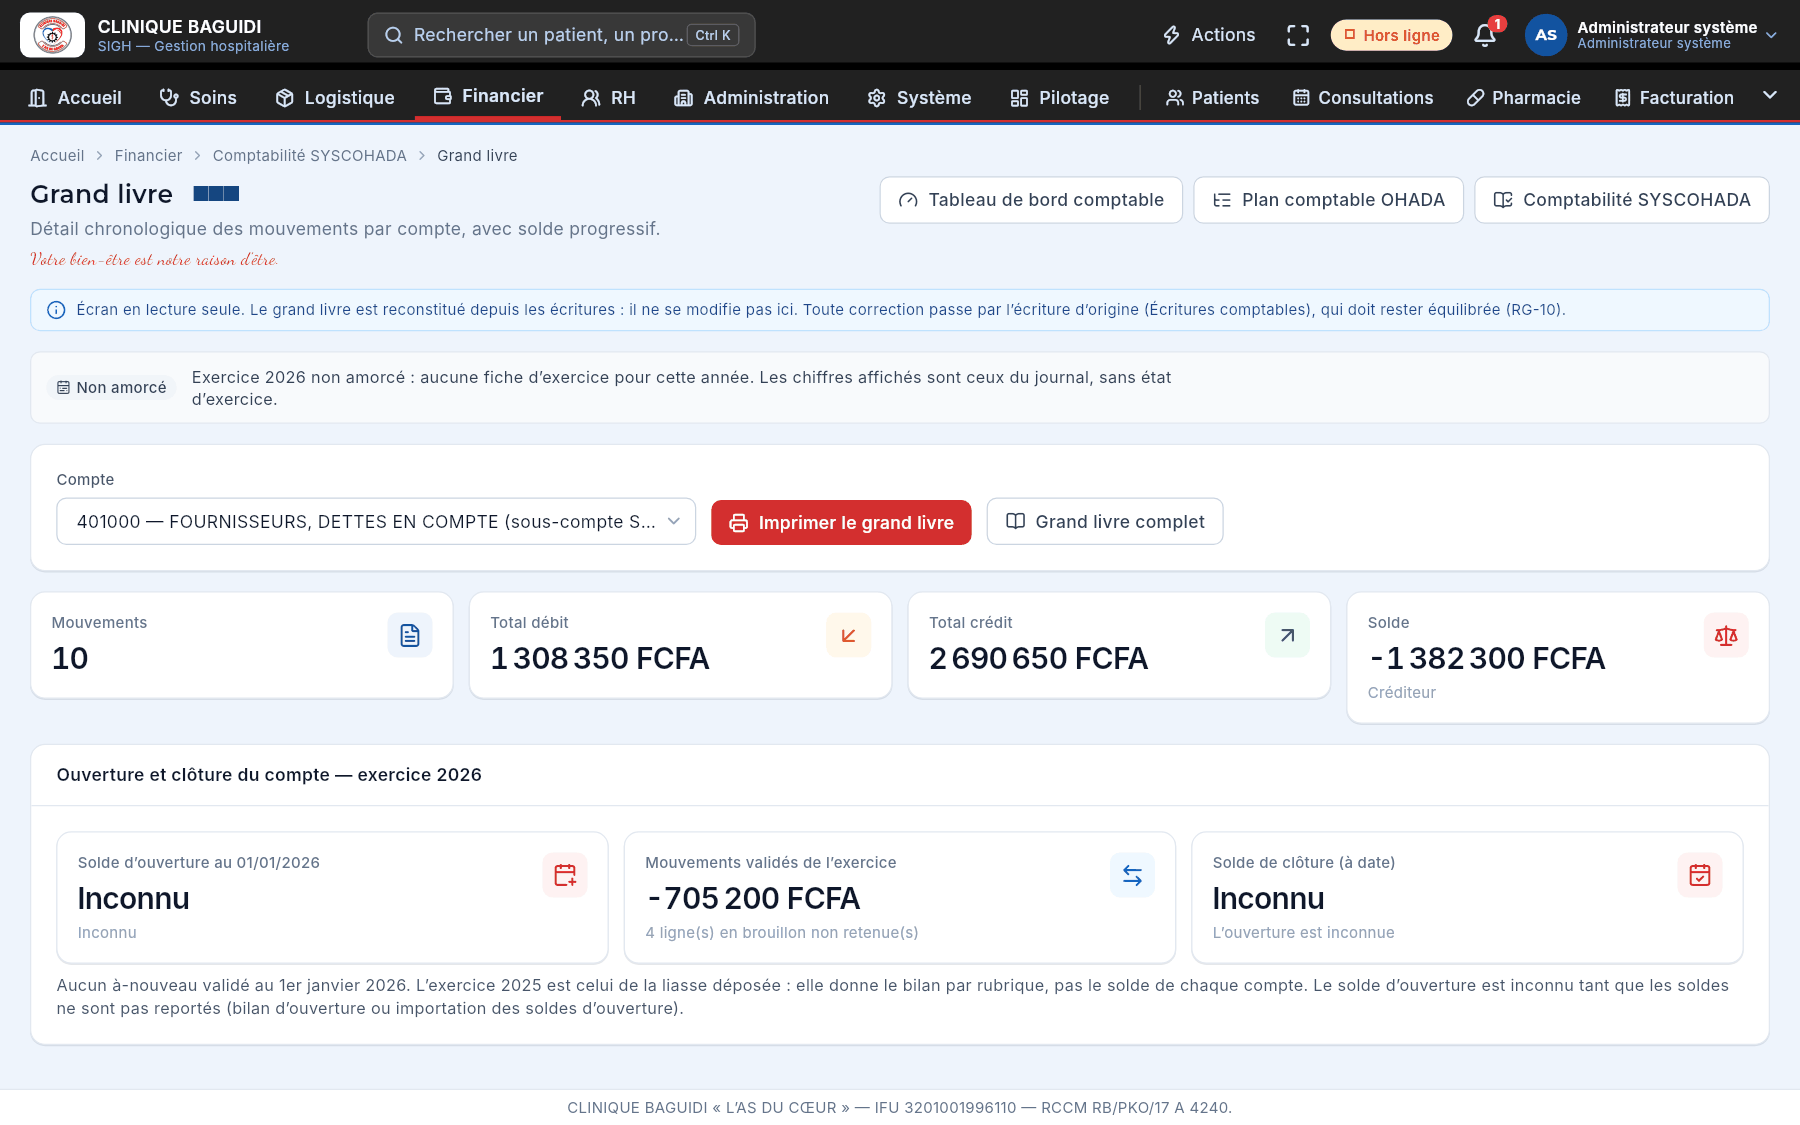 CLINIQUE BAGUIDI
SIGH — Gestion hospitalière
Rechercher un patient, un pro...
Ctrl K
Actions
Hors ligne
1
AS
Administrateur système
Administrateur système
Accueil
Soins
Logistique
Financier
RH
Administration
Système
Pilotage
Patients
Consultations
Pharmacie
Facturation
Accueil > Financier > Comptabilité SYSCOHADA > Grand livre
Grand livre
Tableau de bord comptable
Plan comptable OHADA
Comptabilité SYSCOHADA
Détail chronologique des mouvements par compte, avec solde progressif.
Votre bien-être est notre raison d'être.
Écran en lecture seule. Le grand livre est reconstitué depuis les écritures : il ne se modifie pas ici. Toute correction passe par l’écriture d’origine (Écritures comptables), qui doit rester équilibrée (RG-10).
Non amorcé
Exercice 2026 non amorcé : aucune fiche d’exercice pour cette année. Les chiffres affichés sont ceux du journal, sans état
d’exercice.
Compte
401000 — FOURNISSEURS, DETTES EN COMPTE (sous-compte S...
Imprimer le grand livre
Grand livre complet
Mouvements
10
Total débit
1 308 350 FCFA
Total crédit
2 690 650 FCFA
Solde
-1 382 300 FCFA
Créditeur
Ouverture et clôture du compte — exercice 2026
Solde d’ouverture au 01/01/2026
Inconnu
Inconnu
Mouvements validés de l’exercice
-705 200 FCFA
4 ligne(s) en brouillon non retenue(s)
Solde de clôture (à date)
Inconnu
L’ouverture est inconnue
Aucun à-nouveau validé au 1er janvier 2026. L’exercice 2025 est celui de la liasse déposée : elle donne le bilan par rubrique, pas le solde de chaque compte. Le solde d’ouverture est inconnu tant que les soldes
ne sont pas reportés (bilan d’ouverture ou importation des soldes d’ouverture).
CLINIQUE BAGUIDI « L’AS DU CŒUR » — IFU 3201001996110 — RCCM RB/PKO/17 A 4240.